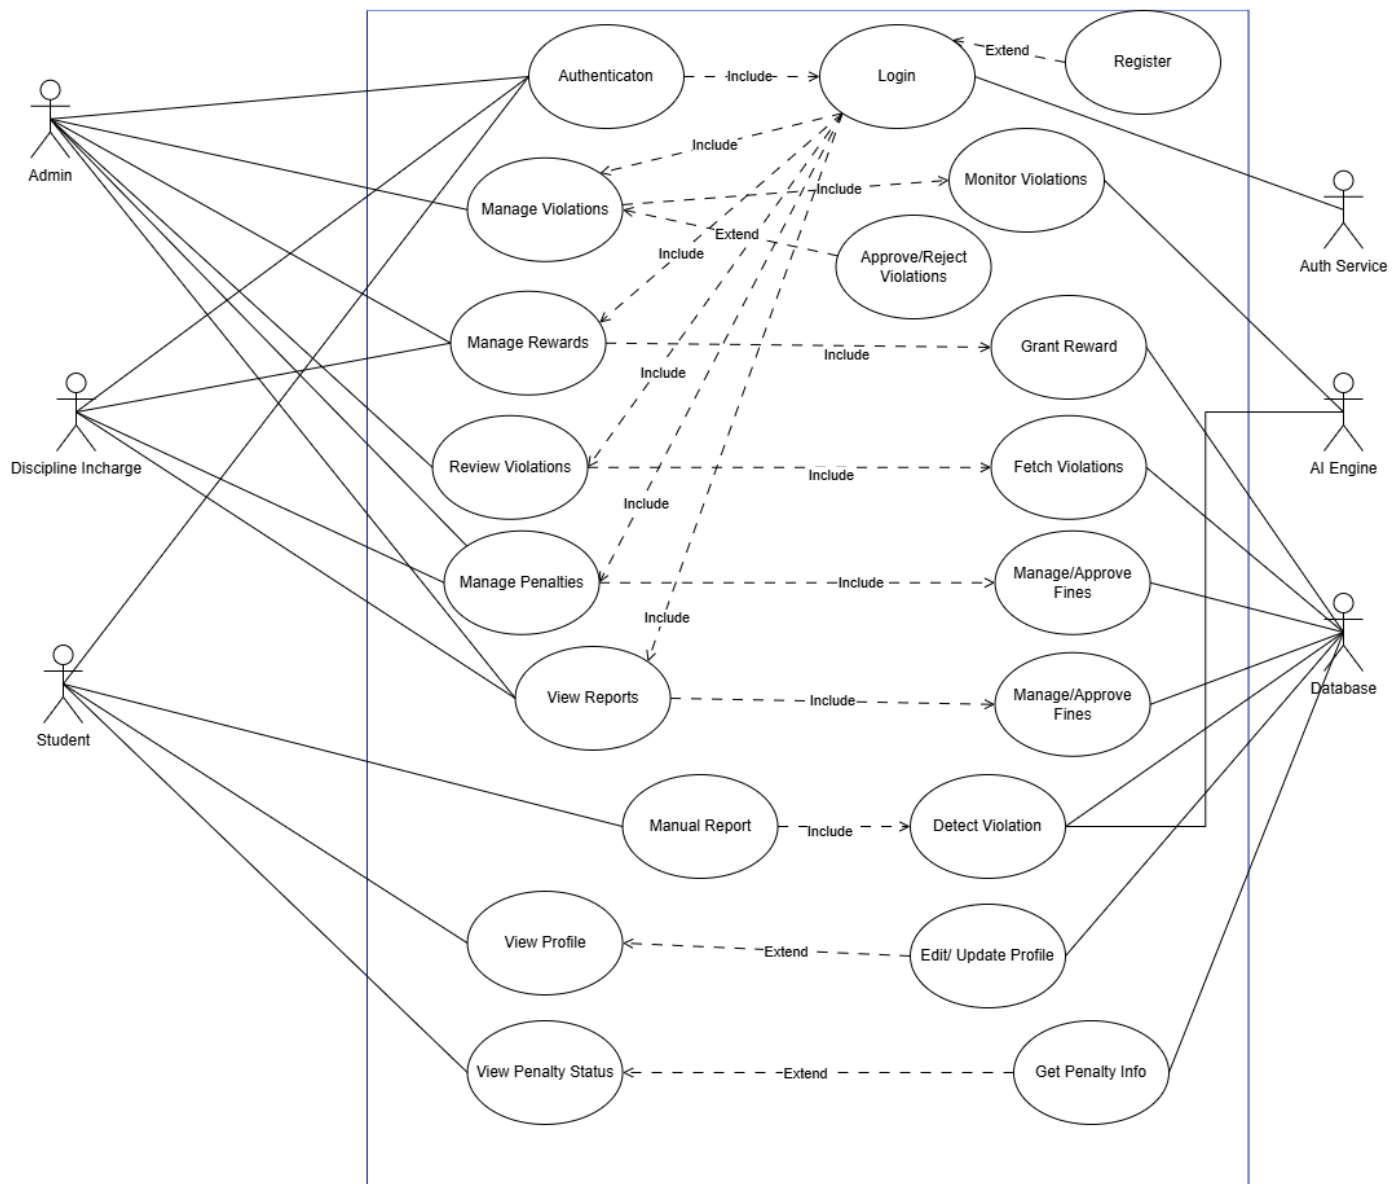 Authenticaton
Include
Login
Extend
Register
Admin
Include
Manage Violations
Include
Monitor Violations
Extend
Approve/Reject
Violations
Auth Service
Include
Manage Rewards
Include
Grant Reward
Discipline Incharge
Include
Review Violations
Include
Fetch Violations
AI Engine
Include
Manage Penalties
Include
Manage/Approve
Fines
Include
View Reports
Include
Manage/Approve
Fines
Database
Student
Manual Report
Include
Detect Violation
View Profile
Extend
Edit/ Update Profile
View Penalty Status
Extend
Get Penalty Info